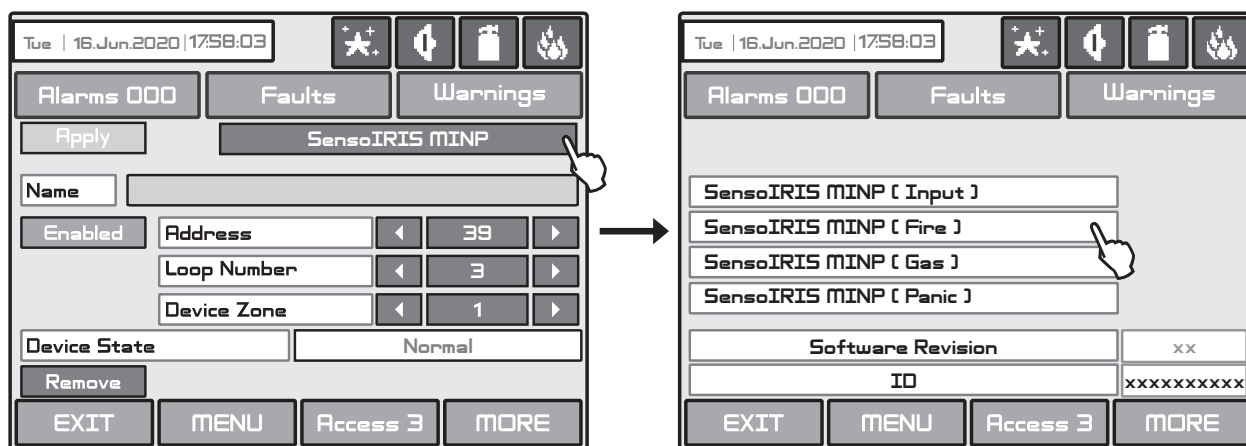 Tue | 16.Jun.2020 | 17:58:03
Alarms 000 Faults Warnings
Apply SensoIRIS MINP
Name
Enabled Address 39
Loop Number 3
Device Zone 1
Device State Normal
Remove
EXIT MENU Access 3 MORE
Tue | 16.Jun.2020 | 17:58:03
Alarms 000 Faults Warnings
SensoIRIS MINP ( Input )
SensoIRIS MINP ( Fire )
SensoIRIS MINP ( Gas )
SensoIRIS MINP ( Panic )
Software Revision xx
ID xxxxxxxxxx
EXIT MENU Access 3 MORE